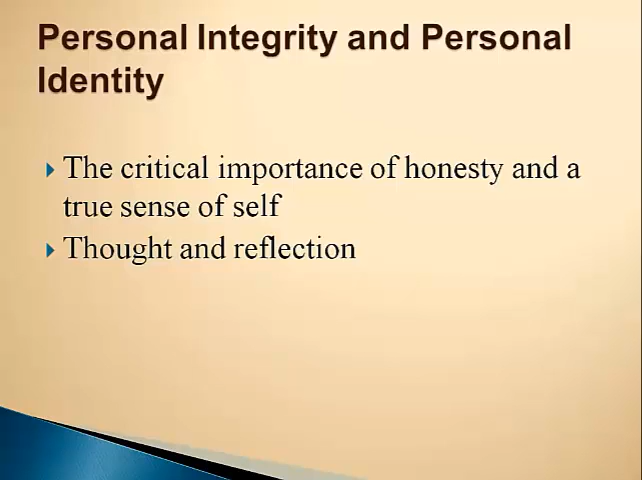 Personal Integrity and Personal
Identity
The critical importance of honesty and a
true sense of self
Thought and reflection